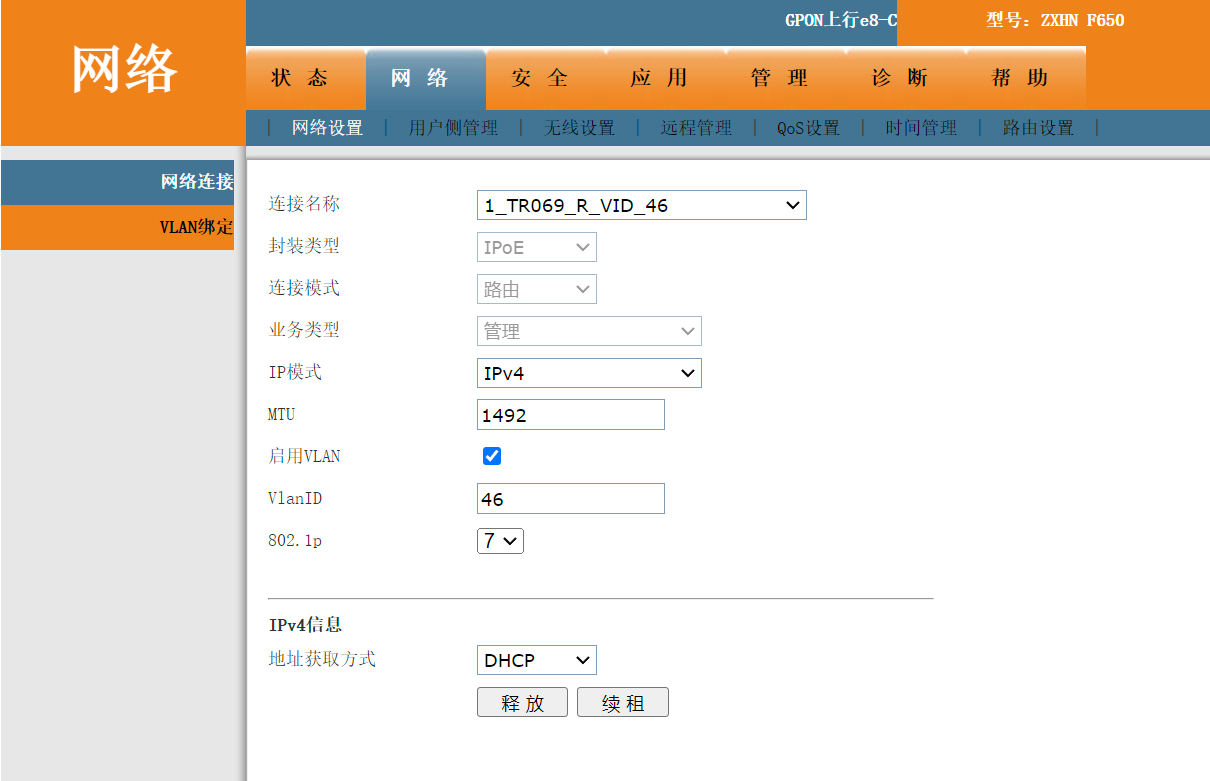 GPON上行e8-C
型号：ZXHN F650
网络
状 态 网 络 安 全 应 用 管 理 诊 断 帮 助
| 网络设置 | 用户侧管理 | 无线设置 | 远程管理 | QoS设置 | 时间管理 | 路由设置 |
网络连接
VLAN绑定
连接名称 1_TR069_R_VID_46
封装类型 IPoE
连接模式 路由
业务类型 管理
IP模式 IPv4
MTU 1492
启用VLAN
VlanID 46
802.1p 7
IPv4信息
地址获取方式 DHCP
释 放 续 租